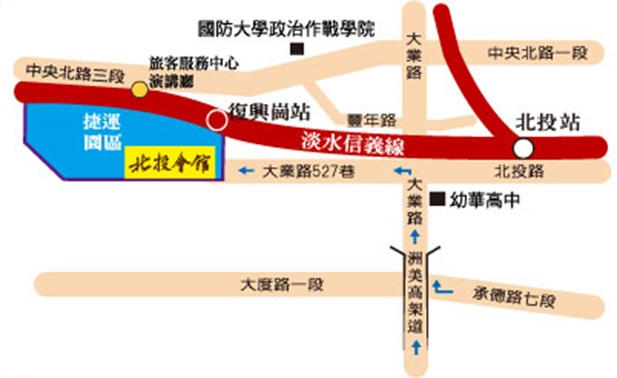 國防大學政治作戰學院
大業路
中央北路一段
中央北路三段
旅客服務中心
演講廳
復興崗站
豐年路
北投站
捷運
園區
淡水信義線
北投會館
大業路527巷
北投路
大業路
幼華高中
洲美高架道
大度路一段
承德路七段